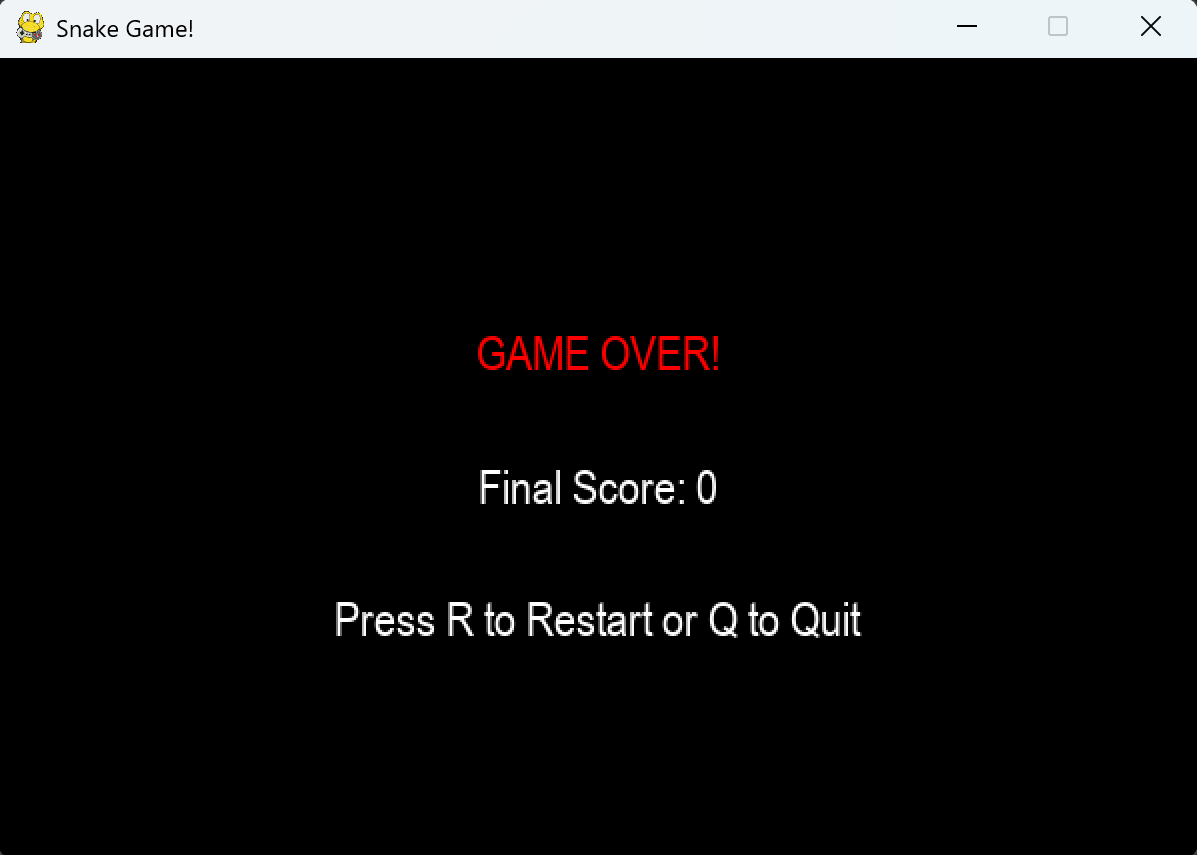 Snake Game!
GAME OVER!
Final Score: 0
Press R to Restart or Q to Quit